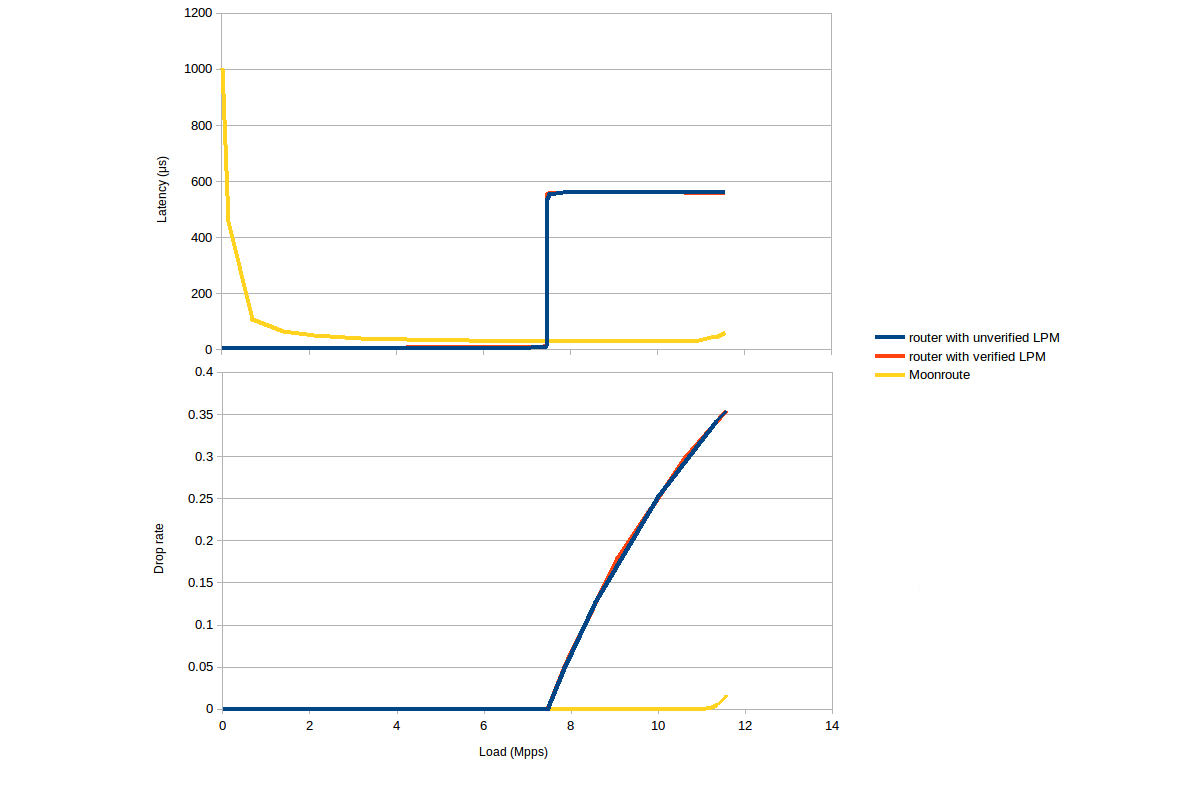 1200
1000
800
600
400
200
0
Latency (µs)
0.4
0.35
0.3
0.25
0.2
0.15
0.1
0.05
0
Drop rate
0 2 4 6 8 10 12 14
Load (Mpps)
router with unverified LPM
router with verified LPM
Moonroute